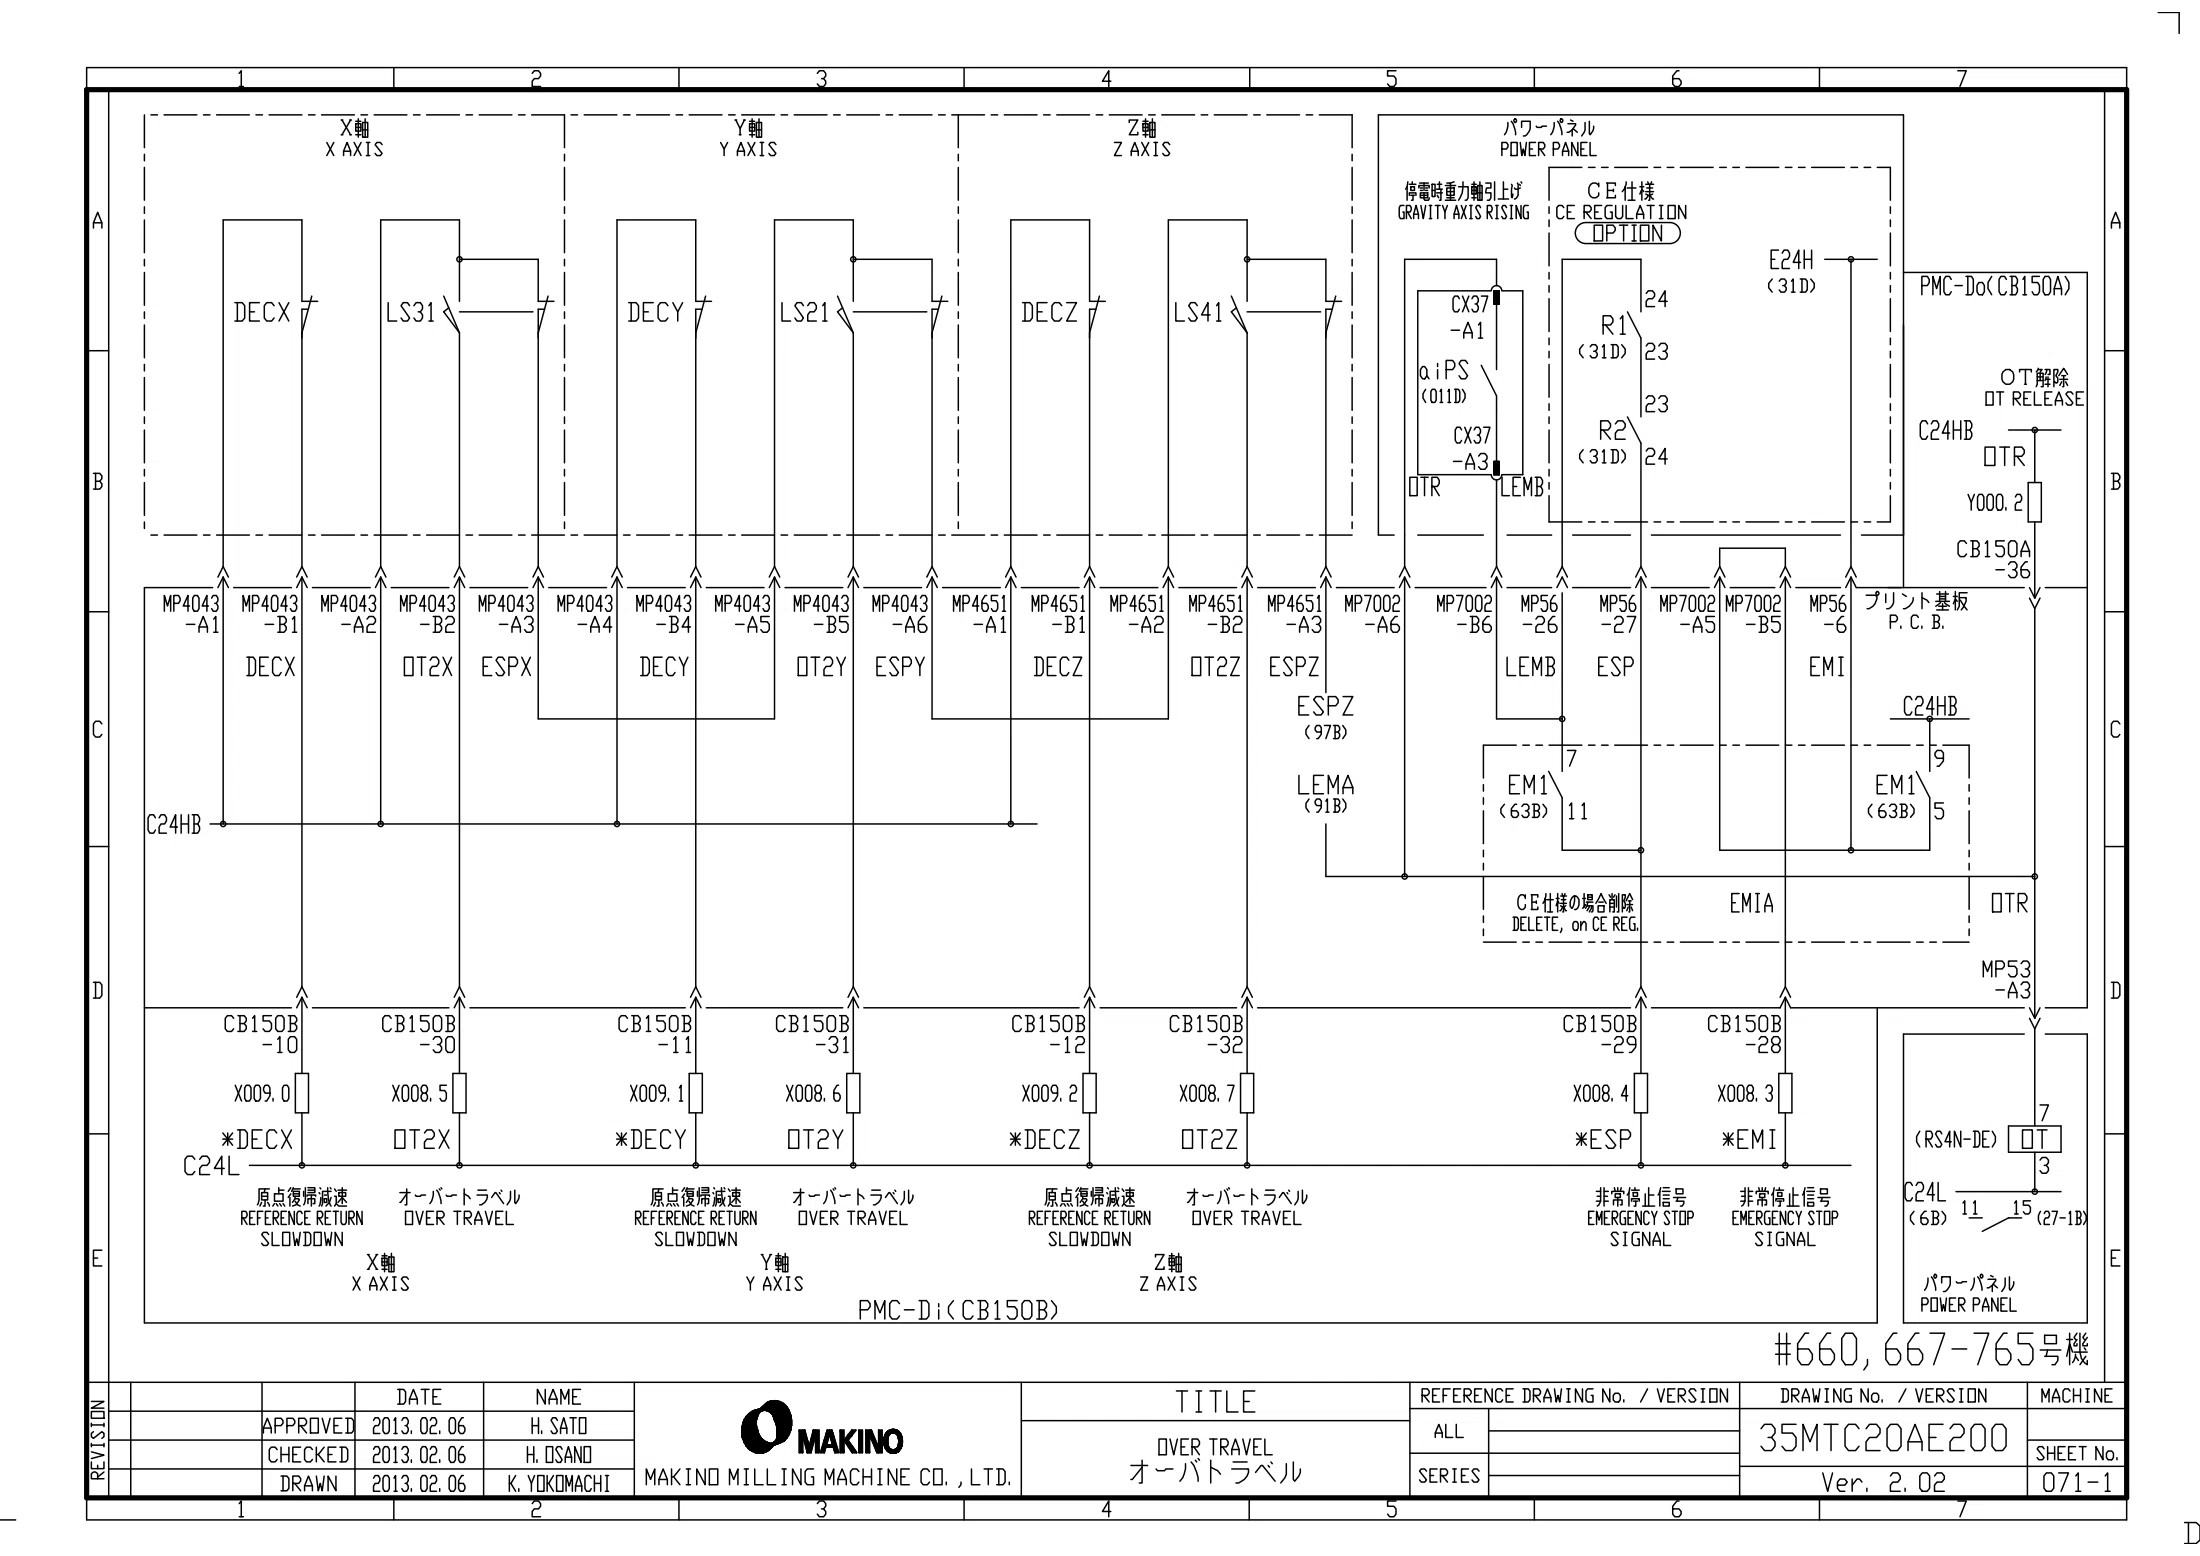 1 2 3 4 5 6 7
X軸
X AXIS
Y軸
Y AXIS
Z軸
Z AXIS
パワーパネル
POWER PANEL
停電時重力軸引上げ
GRAVITY AXIS RISING
CE仕様
CE REGULATION
OPTION
A A
E24H
(31D)
PMC-Do(CB150A)
DECX LS31 DECY LS21 DECZ LS41
CX37
-A1
aiPS
(011D)
CX37
-A3
OTR LEMB
24
R1
(31D) 23
23
R2
(31D) 24
OT解除
OT RELEASE
C24HB
OTR
Y000.2
CB150A
-36
B B
MP4043 MP4043 MP4043 MP4043 MP4043 MP4043 MP4043 MP4043 MP4043 MP4043 MP4651 MP4651 MP4651 MP4651 MP4651 MP7002 MP7002 MP56 MP56 MP7002 MP7002 MP56 プリント基板
-A1 -B1 -A2 -B2 -A3 -A4 -B4 -A5 -B5 -A6 -A1 -B1 -A2 -B2 -A3 -A6 -B6 -26 -27 -A5 -B5 -6 P. C. B.
DECX OT2X ESPX DECY OT2Y ESPY DECZ OT2Z ESPZ LEMB ESP EMI
ESPZ
(97B)
C24HB
C C
LEMA
(91B)
7
EM1
(63B) 11
9
EM1
(63B) 5
C24HB
CE仕様の場合削除
DELETE, on CE REG.
EMIA
OTR
MP53
-A3
D D
CB150B CB150B CB150B CB150B CB150B CB150B CB150B CB150B
-10 -30 -11 -31 -12 -32 -29 -28
X009.0 X008.5 X009.1 X008.6 X009.2 X008.7 X008.4 X008.3
*DECX OT2X *DECY OT2Y *DECZ OT2Z *ESP *EMI
C24L
7
(RS4N-DE) OT
3
C24L
(6B) 11 15 (27-1B)
原点復帰減速 オーバートラベル 原点復帰減速 オーバートラベル 原点復帰減速 オーバートラベル 非常停止信号 非常停止信号
REFERENCE RETURN OVER TRAVEL REFERENCE RETURN OVER TRAVEL REFERENCE RETURN OVER TRAVEL EMERGENCY STOP EMERGENCY STOP
SLOWDOWN SLOWDOWN SLOWDOWN SIGNAL SIGNAL
E E
X軸 Y軸 Z軸
X AXIS Y AXIS Z AXIS
パワーパネル
POWER PANEL
PMC-Di(CB150B)
#660,667-765号機
REVISION
DATE NAME
APPROVED 2013.02.06 H. SATO
CHECKED 2013.02.06 H. OSANO
DRAWN 2013.02.06 K. YOKOMACHI
MAKINO
MAKINO MILLING MACHINE CO.,LTD.
TITLE
OVER TRAVEL
オーバトラベル
REFERENCE DRAWING No. / VERSION
ALL
SERIES
DRAWING No. / VERSION
35MTC20AE200
Ver. 2.02
MACHINE
SHEET No.
071-1
1 2 3 4 5 6 7
D